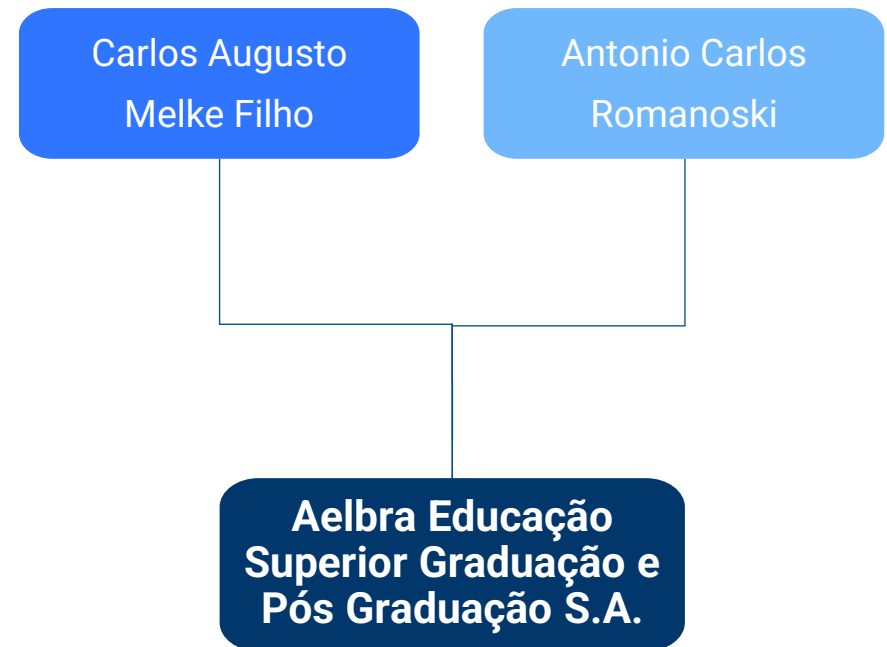 Carlos Augusto
Melke Filho
Antonio Carlos
Romanoski
Aelbra Educação
Superior Graduação e
Pós Graduação S.A.